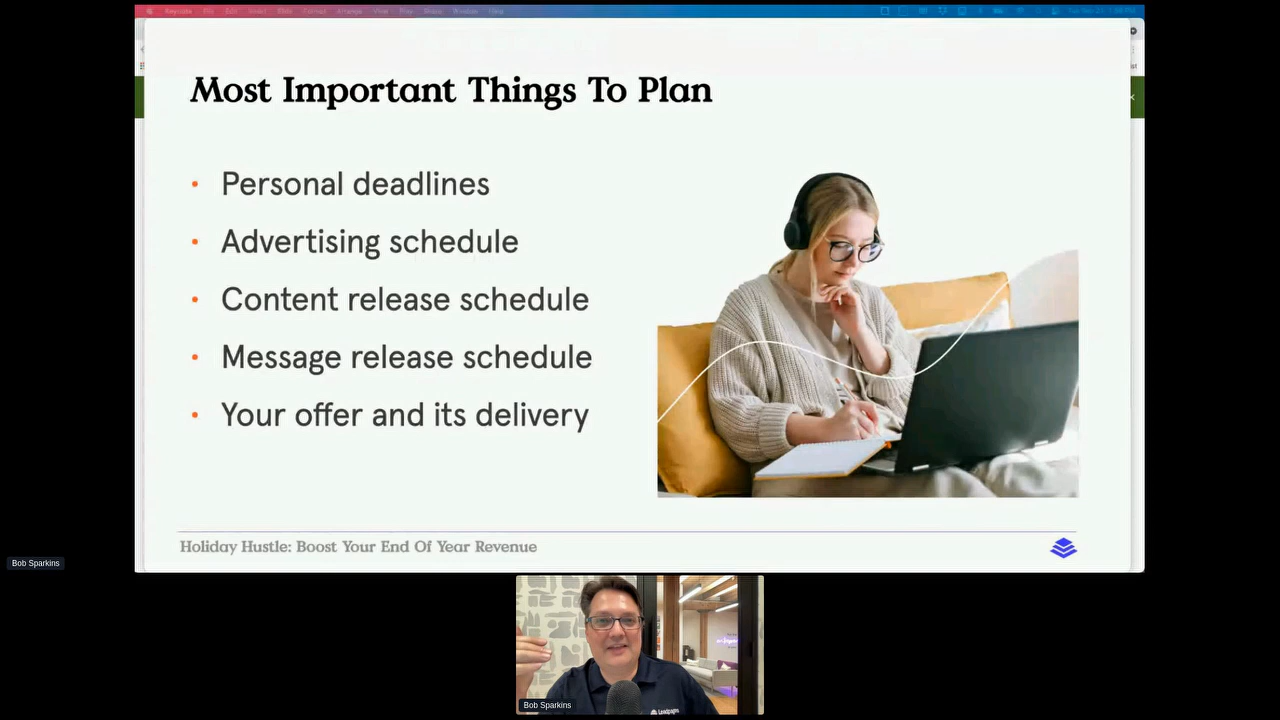 Most Important Things To Plan
• Personal deadlines
• Advertising schedule
• Content release schedule
• Message release schedule
• Your offer and its delivery
Holiday Hustle: Boost Your End Of Year Revenue
Bob Sparkins
Leadpages
Bob Sparkins